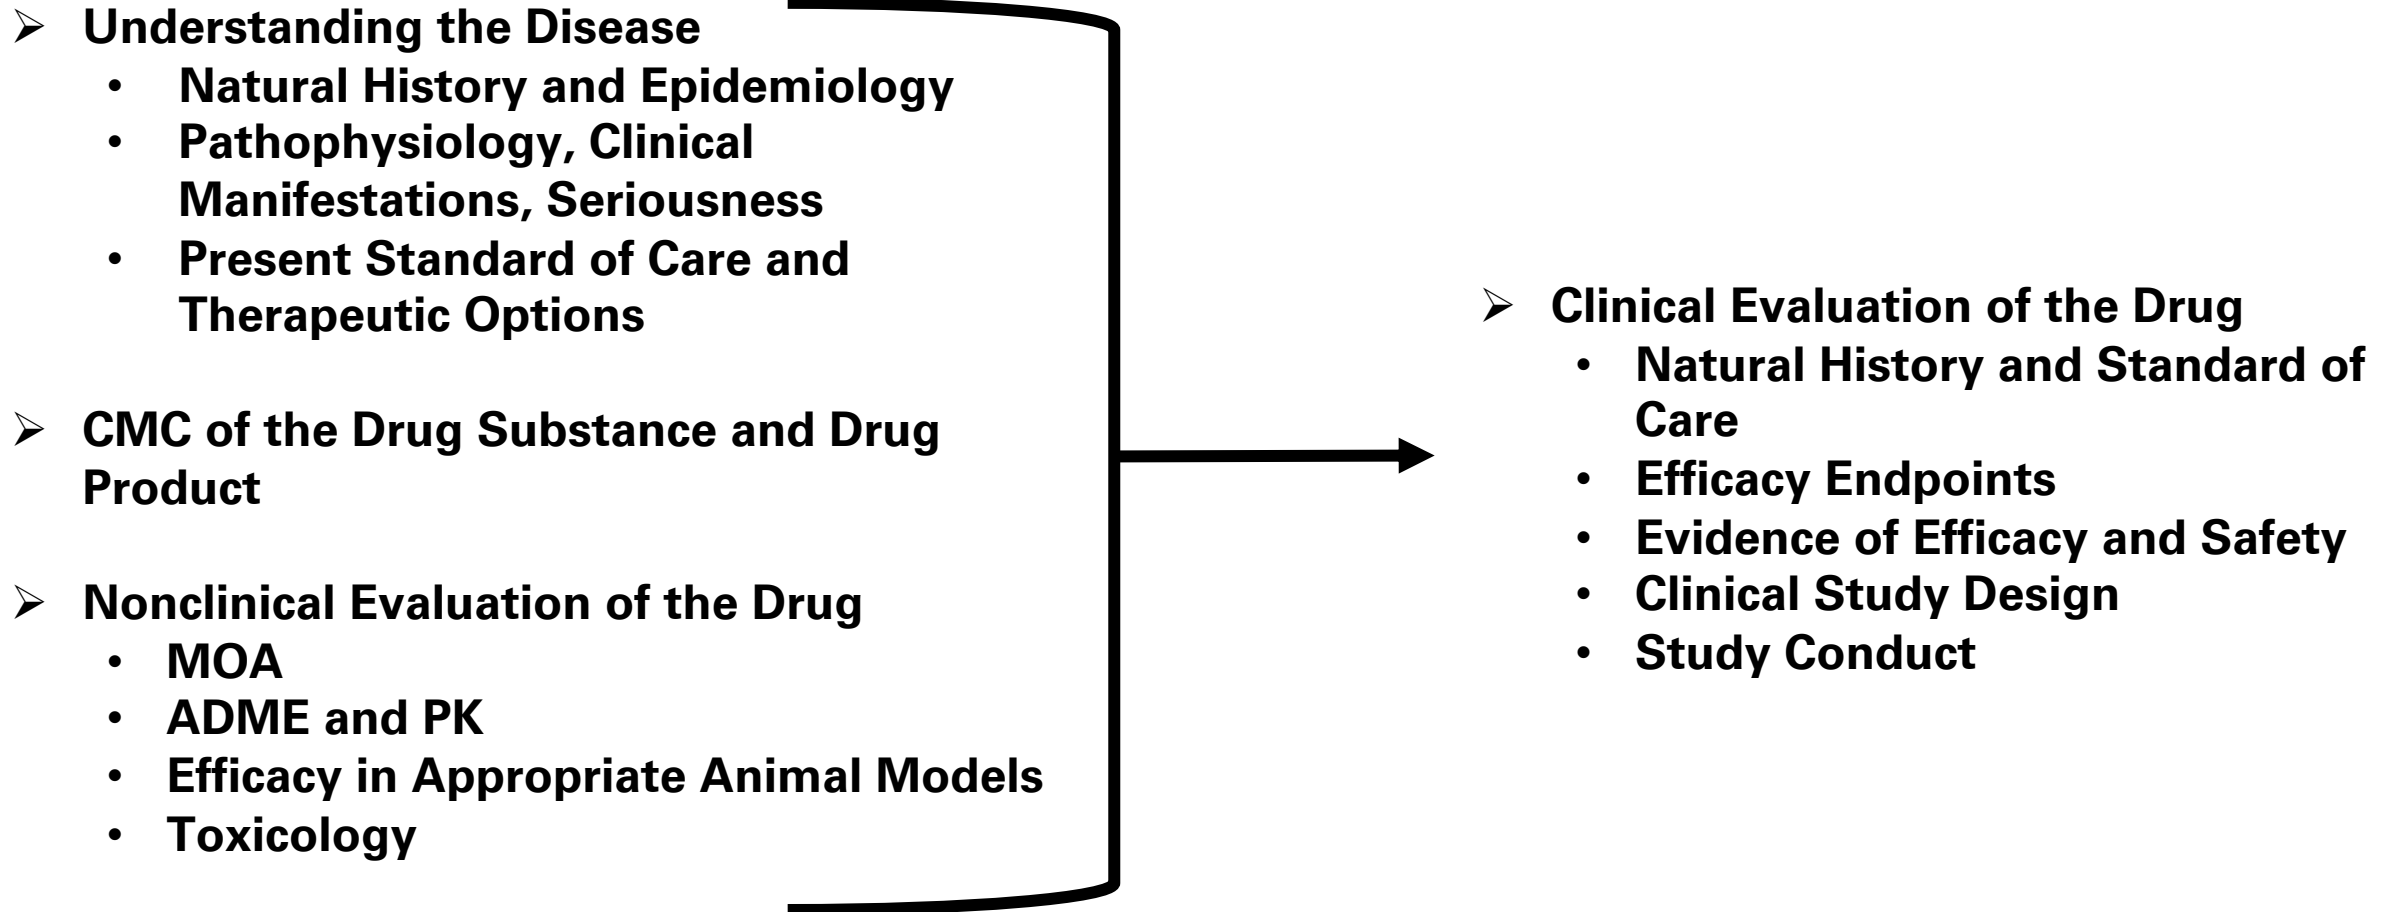 ➢ Understanding the Disease
• Natural History and Epidemiology
• Pathophysiology, Clinical
Manifestations, Seriousness
• Present Standard of Care and
Therapeutic Options
➢ CMC of the Drug Substance and Drug
Product
➢ Nonclinical Evaluation of the Drug
• MOA
• ADME and PK
• Efficacy in Appropriate Animal Models
• Toxicology
➢ Clinical Evaluation of the Drug
• Natural History and Standard of
Care
• Efficacy Endpoints
• Evidence of Efficacy and Safety
• Clinical Study Design
• Study Conduct